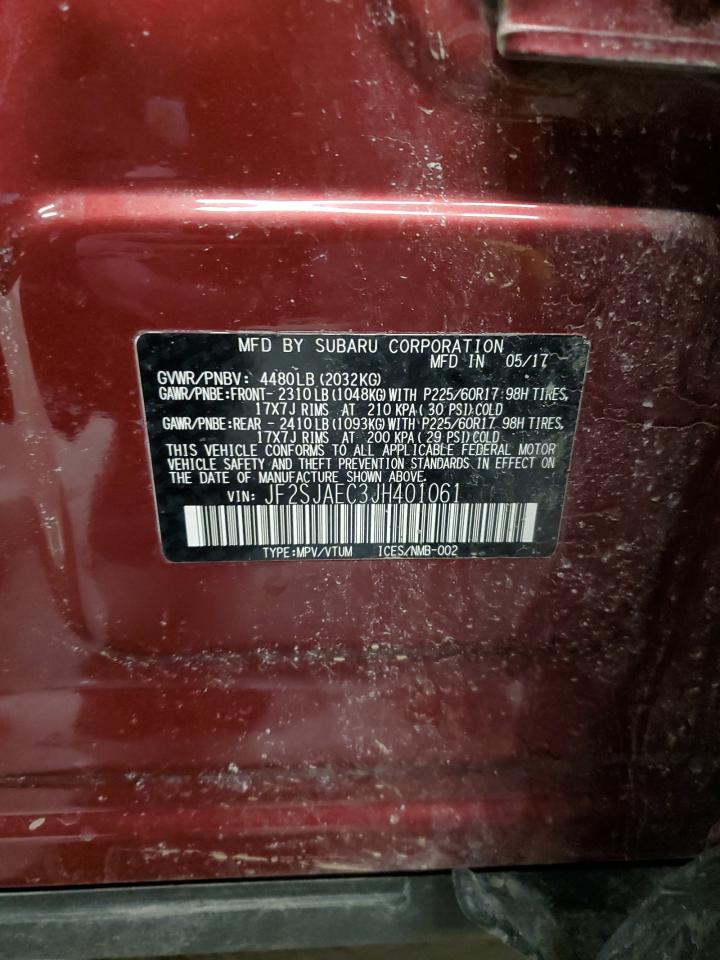 MFD BY SUBARU CORPORATION
MFD IN 05/17
GVWR/PNBV: 4480LB(2032KG)
GAWR/PNBE:FRONT- 2310LB(1048KG)WITH P225/60R17 98H TIRES,
17X7J RIMS AT 210 KPA( 30 PSI)COLD
GAWR/PNBE:REAR - 2410LB(1093KG)WITH P225/60R17 98H TIRES,
17X7J RIMS AT 200 KPA( 29 PSI)COLD
THIS VEHICLE CONFORMS TO ALL APPLICABLE FEDERAL MOTOR
VEHICLE SAFETY AND THEFT PREVENTION STANDARDS IN EFFECT ON
THE DATE OF MANUFACTURE SHOWN ABOVE.
VIN: JF2SJAEC3JH401061
TYPE:MPV/VTUM ICES/NMB-002